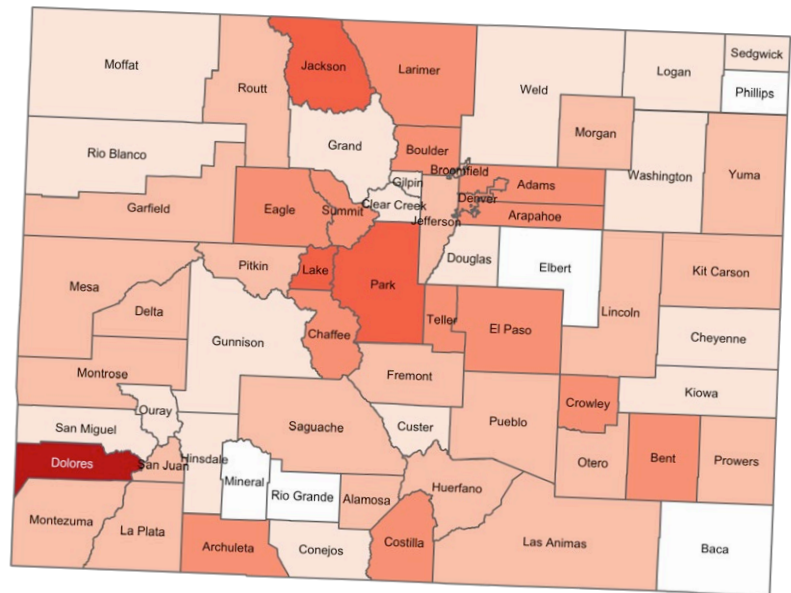 Sedgwick
Moffat
Jackson
Larimer
Logan
Routt
Weld
Phillips
Morgan
Grand
Boulder
Rio Blanco
Broomfield
Washington
Yuma
Gilpin
Adams
Denver
Clear Creek
Garfield
Eagle
Summit
Arapahoe
Jefferson
Douglas
Elbert
Pitkin
Lake
Kit Carson
Mesa
Park
Delta
Lincoln
Teller
El Paso
Chaffee
Gunnison
Cheyenne
Montrose
Fremont
Kiowa
Crowley
Ouray
Pueblo
San Miguel
Saguache
Custer
Hinsdale
Dolores
San Juan
Otero
Bent
Prowers
Mineral
Rio Grande
Alamosa
Huerfano
Montezuma
La Plata
Archuleta
Conejos
Costilla
Las Animas
Baca